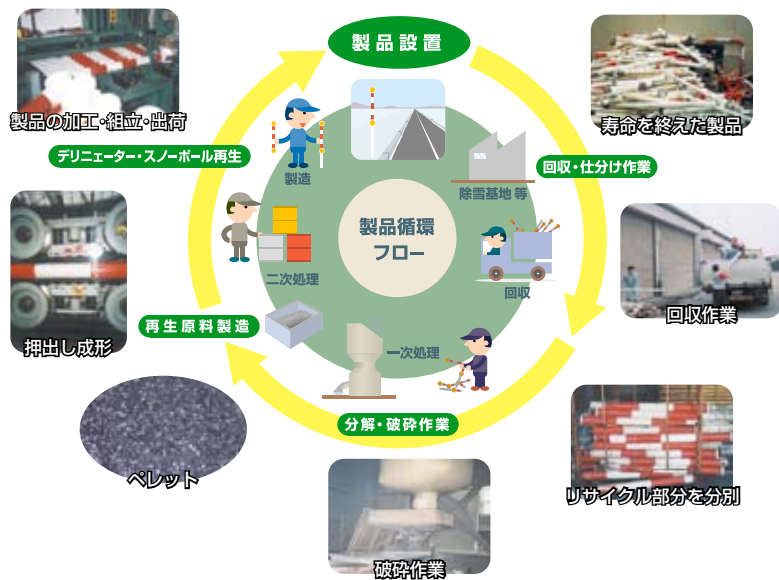 製品設置
製品の加工・組立・出荷
寿命を終えた製品
デリニェーター・スノーポール再生
回収・仕分け作業
製造
除雪基地 等
製品循環
フロー
二次処理
回収
再生原料製造
回収作業
押出し成形
一次処理
分解・破砕作業
ペレット
リサイクル部分を分別
破砕作業